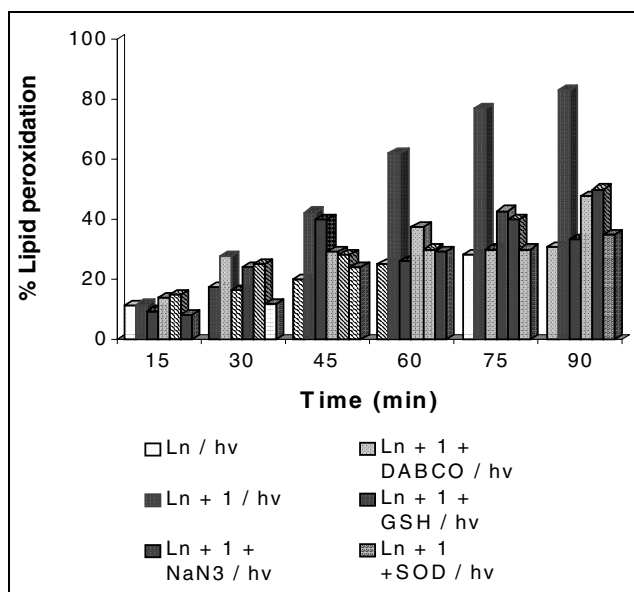 100
80
60
40
20
0
% Lipid peroxidation
15 30 45 60 75 90
Time (min)
Ln / hv
Ln + 1 / hv
Ln + 1 +
NaN3 / hv
Ln + 1 +
DABCO / hv
Ln + 1 +
GSH / hv
Ln + 1
+SOD / hv